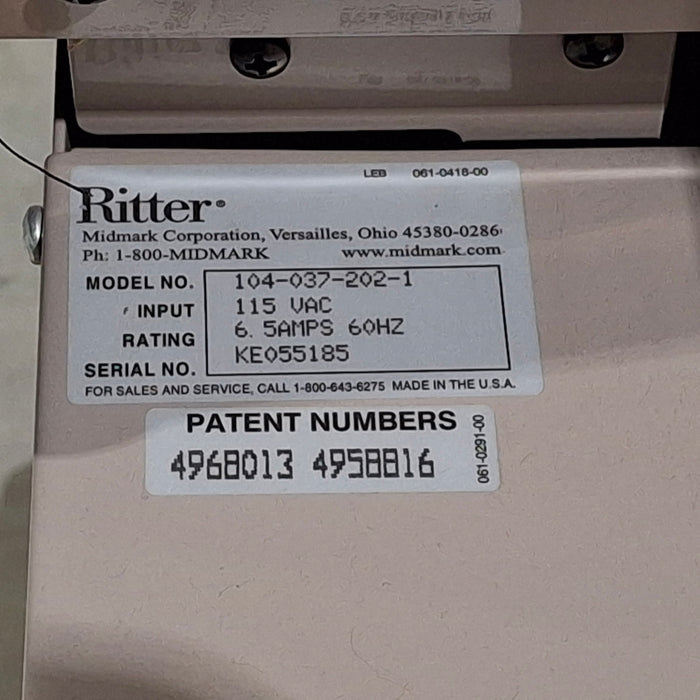 LEB 061-0418-00
Ritter®
Midmark Corporation, Versailles, Ohio 45380-0286
Ph: 1-800-MIDMARK www.midmark.com
MODEL NO. 104-037-202-1
INPUT 115 VAC
RATING 6.5AMPS 60HZ
SERIAL NO. KE055185
FOR SALES AND SERVICE, CALL 1-800-643-6275 MADE IN THE U.S.A.
PATENT NUMBERS
4968013 4958816
061-0291-00